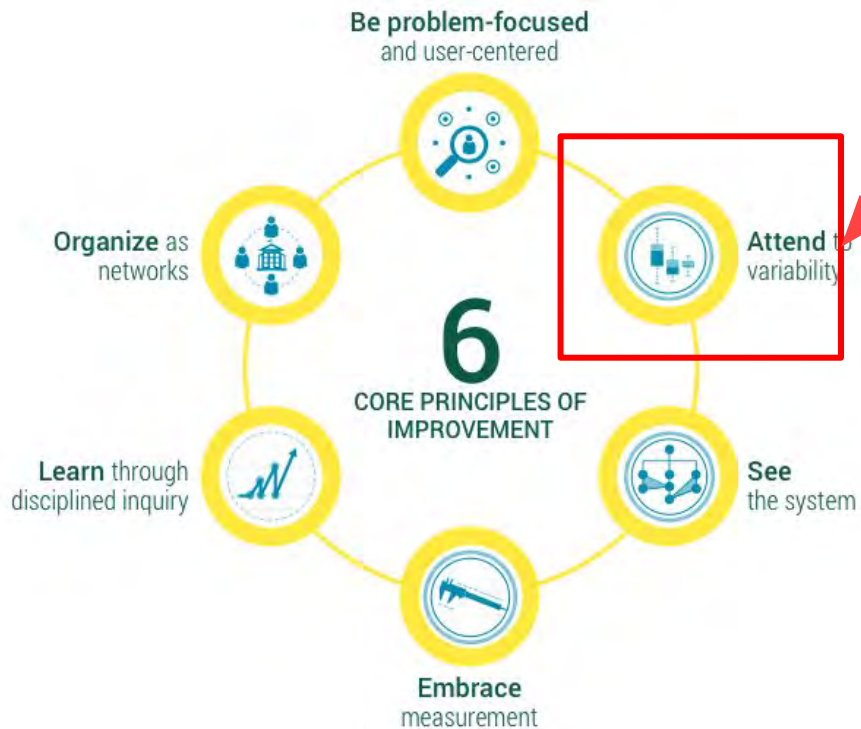 Be problem-focused
and user-centered
Attend to
variability
See
the system
Embrace
measurement
Learn through
disciplined inquiry
Organize as
networks
6
CORE PRINCIPLES OF
IMPROVEMENT